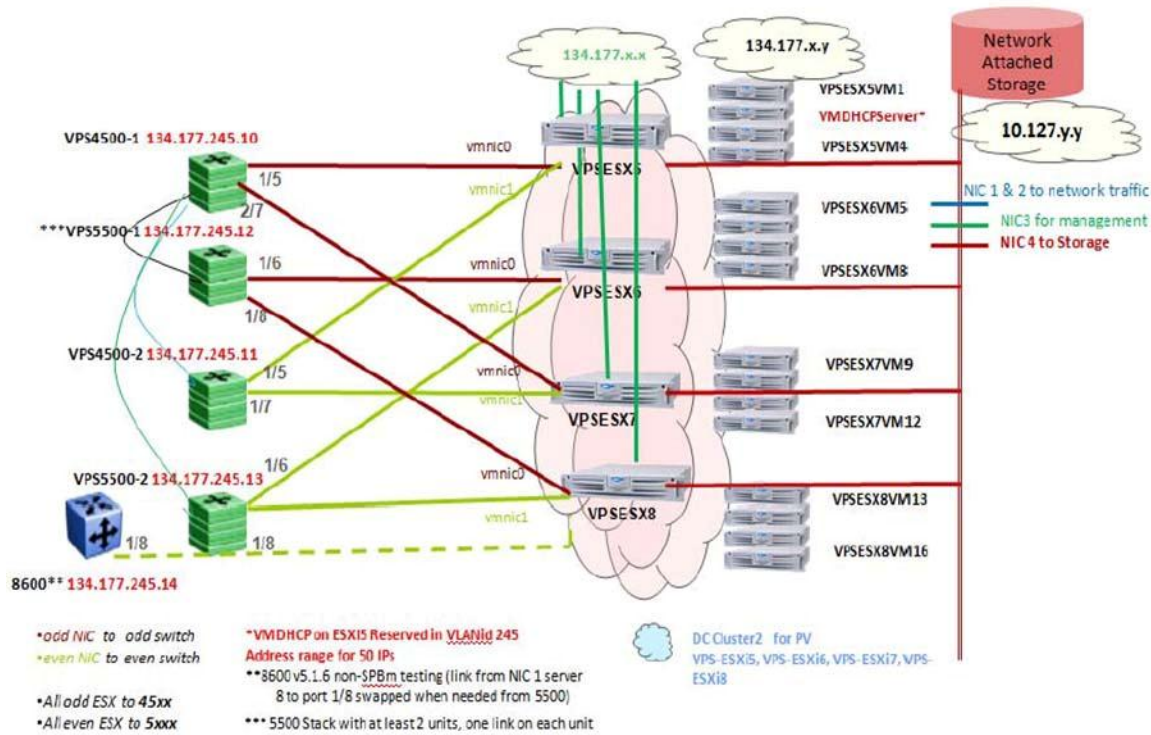 134.177.x.x
134.177.x.y
Network
Attached
Storage
10.127.y.y
VPSESX5VM1
VMDHCPServer*
VPSESX5VM4
VPS4500-1 134.177.245.10
1/5
2/7
vmnic0
vmnic1
VPSESX5
NIC 1 & 2 to network traffic
NIC3 for management
NIC 4 to Storage
VPSESX6VM5
VPSESX6VM8
***VPS5500-1 134.177.245.12
1/6
1/8
vmnic0
vmnic1
VPSESX6
VPS4500-2 134.177.245.11
1/5
1/7
vmnic0
vmnic1
VPSESX7
VPSESX7VM9
VPSESX7VM12
VPS5500-2 134.177.245.13
1/6
1/8
1/8
vmnic0
vmnic1
VPSESX8
VPSESX8VM13
VPSESX8VM16
8600** 134.177.245.14
•odd NIC to odd switch
•even NIC to even switch
•All odd ESX to 45xx
•All even ESX to 5xxx
*VMDHCP on ESXI5 Reserved in VLANid 245
Address range for 50 IPs
**8600 v5.1.6 non-SPBm testing (link from NIC 1 server
8 to port 1/8 swapped when needed from 5500)
*** 5500 Stack with at least 2 units, one link on each unit
DC Cluster2 for PV
VPS-ESXi5, VPS-ESXi6, VPS-ESXi7, VPS-
ESXi8